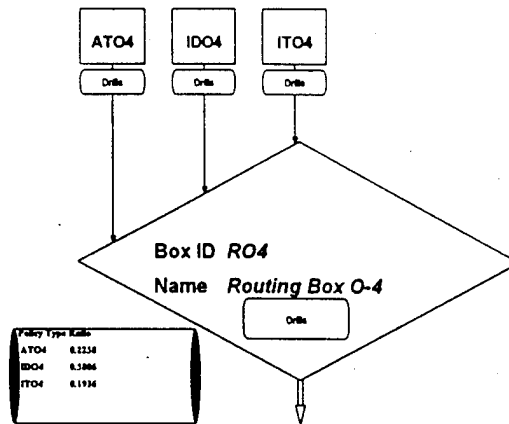 ATO4 IDO4 ITO4
Drills Drills Drills
Box ID RO4
Name Routing Box O-4
Drills
Policy Type Ratio
ATO4 0.2258
IDO4 0.5806
ITO4 0.1936